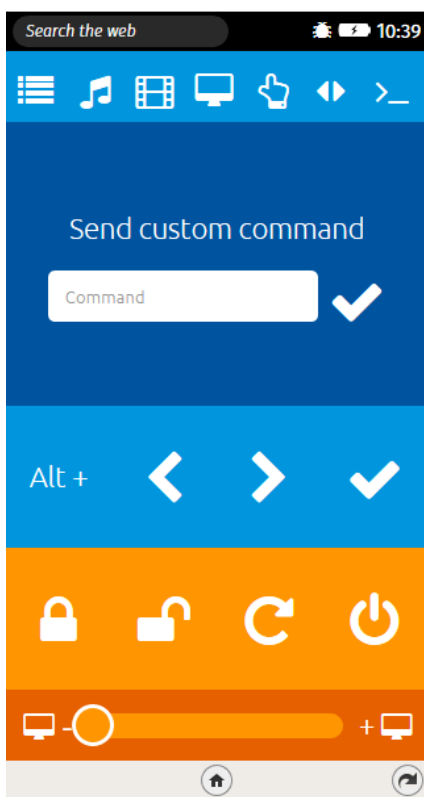 Search the web 10:39
>_
Send custom command
Command
Alt +
- +